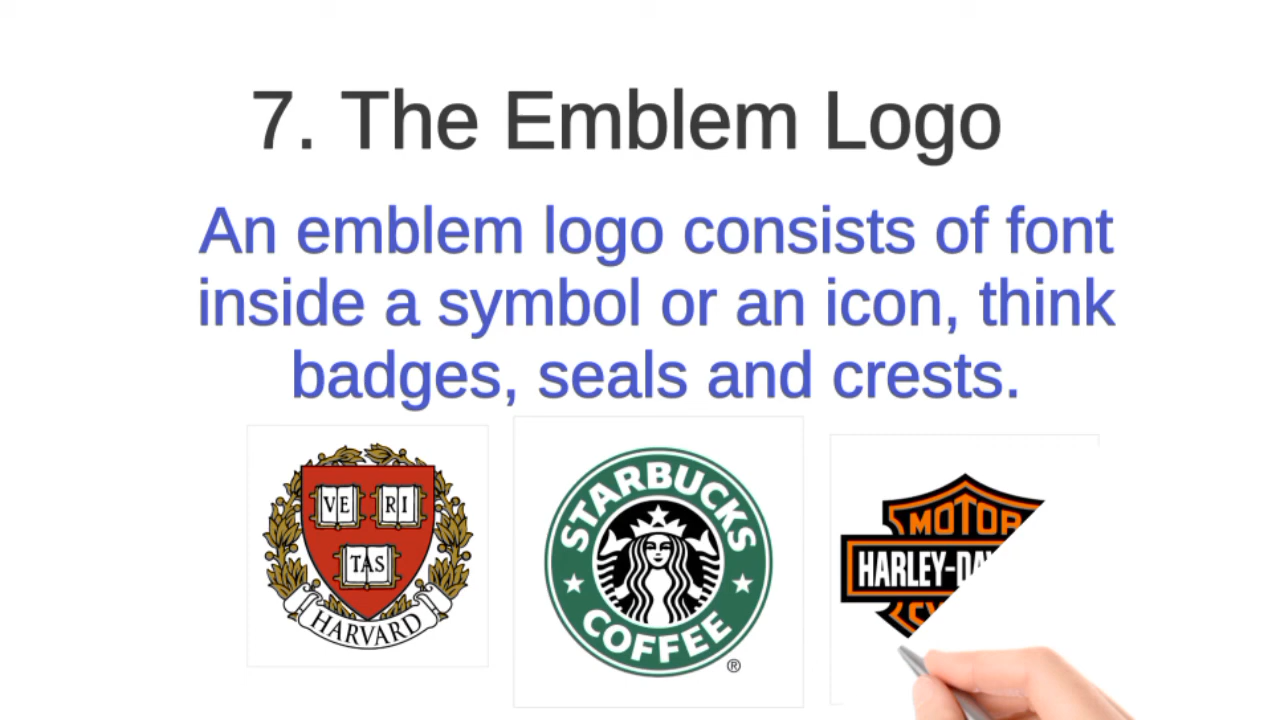 7. The Emblem Logo
An emblem logo consists of font
inside a symbol or an icon, think
badges, seals and crests.
VE RI
TAS
HARVARD
STARBUCKS
COFFEE
®
MOTOR
HARLEY-DA